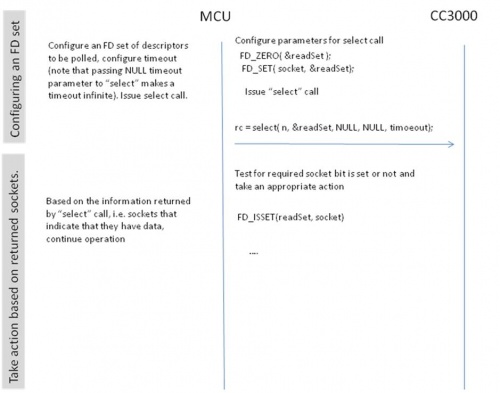 MCU
CC3000
Configuring an FD set
Configure an FD set of descriptors
to be polled, configure timeout
(note that passing NULL timeout
parameter to "select" makes a
timeout infinite). Issue select call.
Configure parameters for select call
FD_ZERO( &readSet );
FD_SET( socket, &readSet);
Issue "select" call
rc = select( n, &readSet, NULL, NULL, timoeout);
Take action based on returned sockets.
Based on the information returned
by "select" call, i.e. sockets that
indicate that they have data,
continue operation
Test for required socket bit is set or not and
take an appropriate action
FD_ISSET(readSet, socket)
....